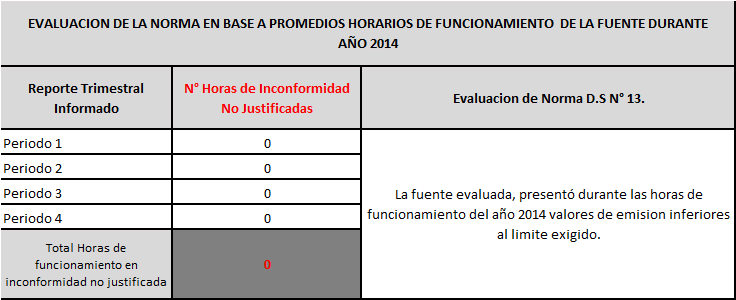 EVALUACION DE LA NORMA EN BASE A PROMEDIOS HORARIOS DE FUNCIONAMIENTO DE LA FUENTE DURANTE
AÑO 2014
Reporte Trimestral
Informado
N° Horas de Inconformidad
No Justificadas
Evaluacion de Norma D.S N° 13.
Periodo 1
0
Periodo 2
0
Periodo 3
0
Periodo 4
0
La fuente evaluada, presentó durante las horas de
funcionamiento del año 2014 valores de emision inferiores
al limite exigido.
Total Horas de
funcionamiento en
inconformidad no justificada
0